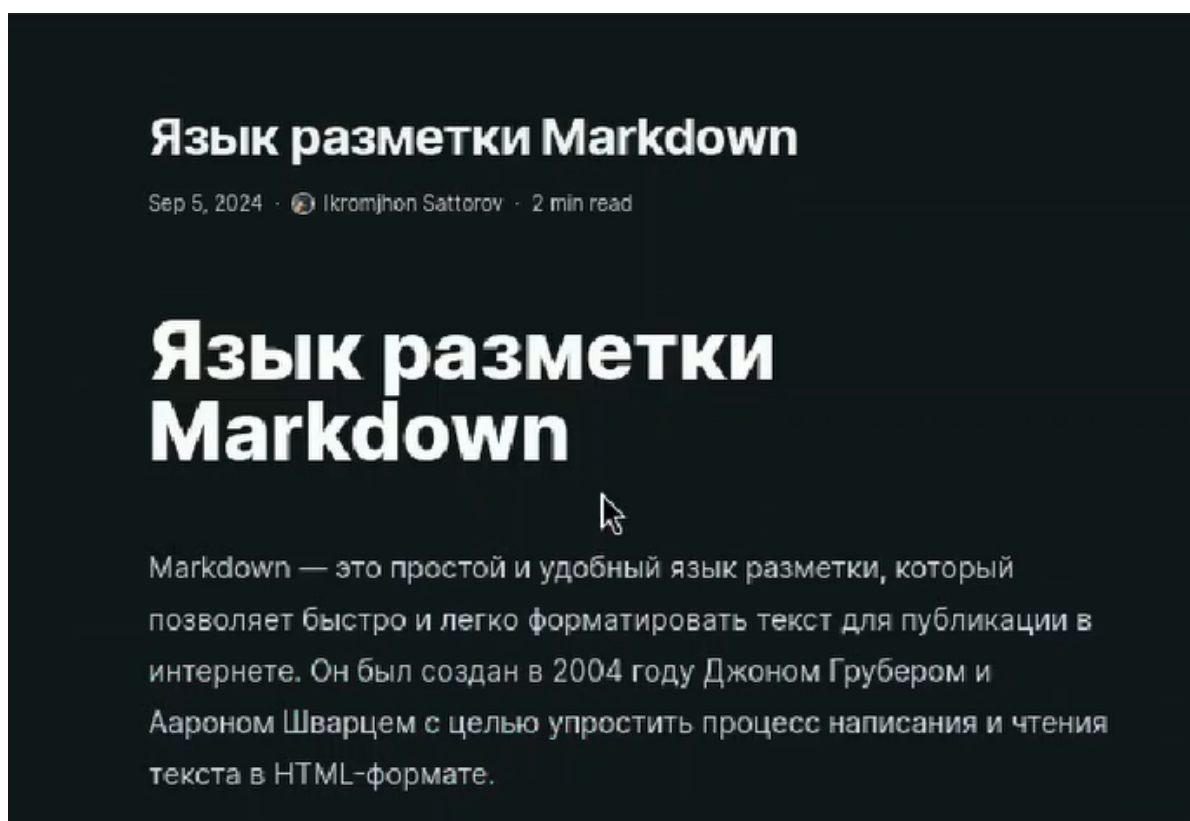 Язык разметки Markdown
Sep 5, 2024 · Ikromjhon Sattorov · 2 min read
Язык разметки
Markdown
Markdown — это простой и удобный язык разметки, который
позволяет быстро и легко форматировать текст для публикации в
интернете. Он был создан в 2004 году Джоном Грубером и
Аароном Шварцем с целью упростить процесс написания и чтения
текста в HTML-формате.